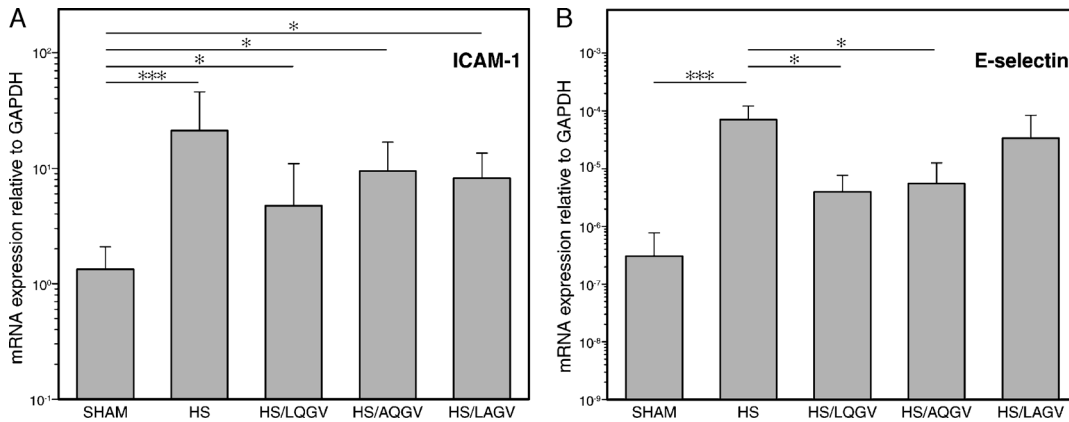 A
*
*
*
***
ICAM-1
mRNA expression relative to GAPDH
10²
10¹
10⁰
10⁻¹
SHAM HS HS/LQGV HS/AQGV HS/LAGV
B
*
*
***
E-selectin
mRNA expression relative to GAPDH
10⁻³
10⁻⁴
10⁻⁵
10⁻⁶
10⁻⁷
10⁻⁸
10⁻⁹
SHAM HS HS/LQGV HS/AQGV HS/LAGV